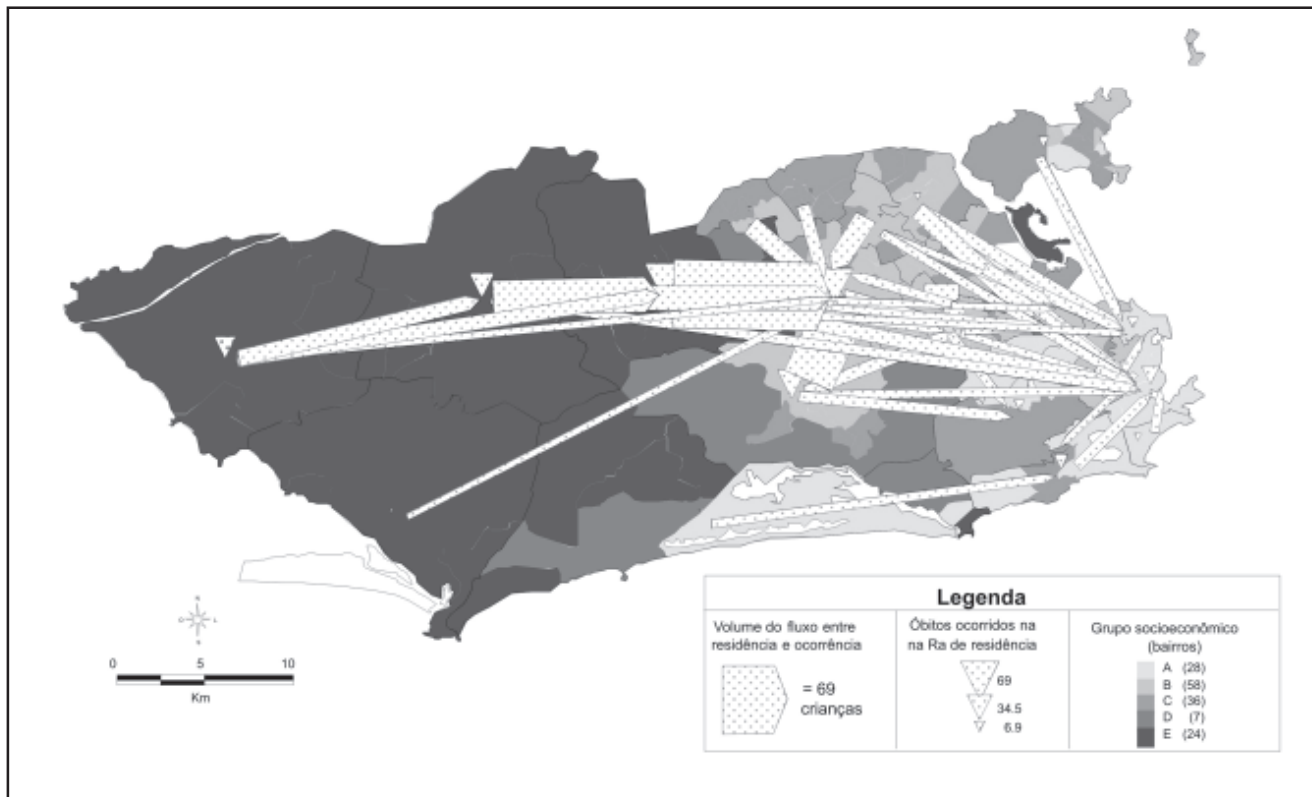 N
O
L
S
0 5 10
Km
Legenda
Volume do fluxo entre
residência e ocorrência
= 69
crianças
Óbitos ocorridos na
na Ra de residência
69
34.5
6.9
Grupo socioeconômico
(bairros)
A (28)
B (58)
C (36)
D (7)
E (24)